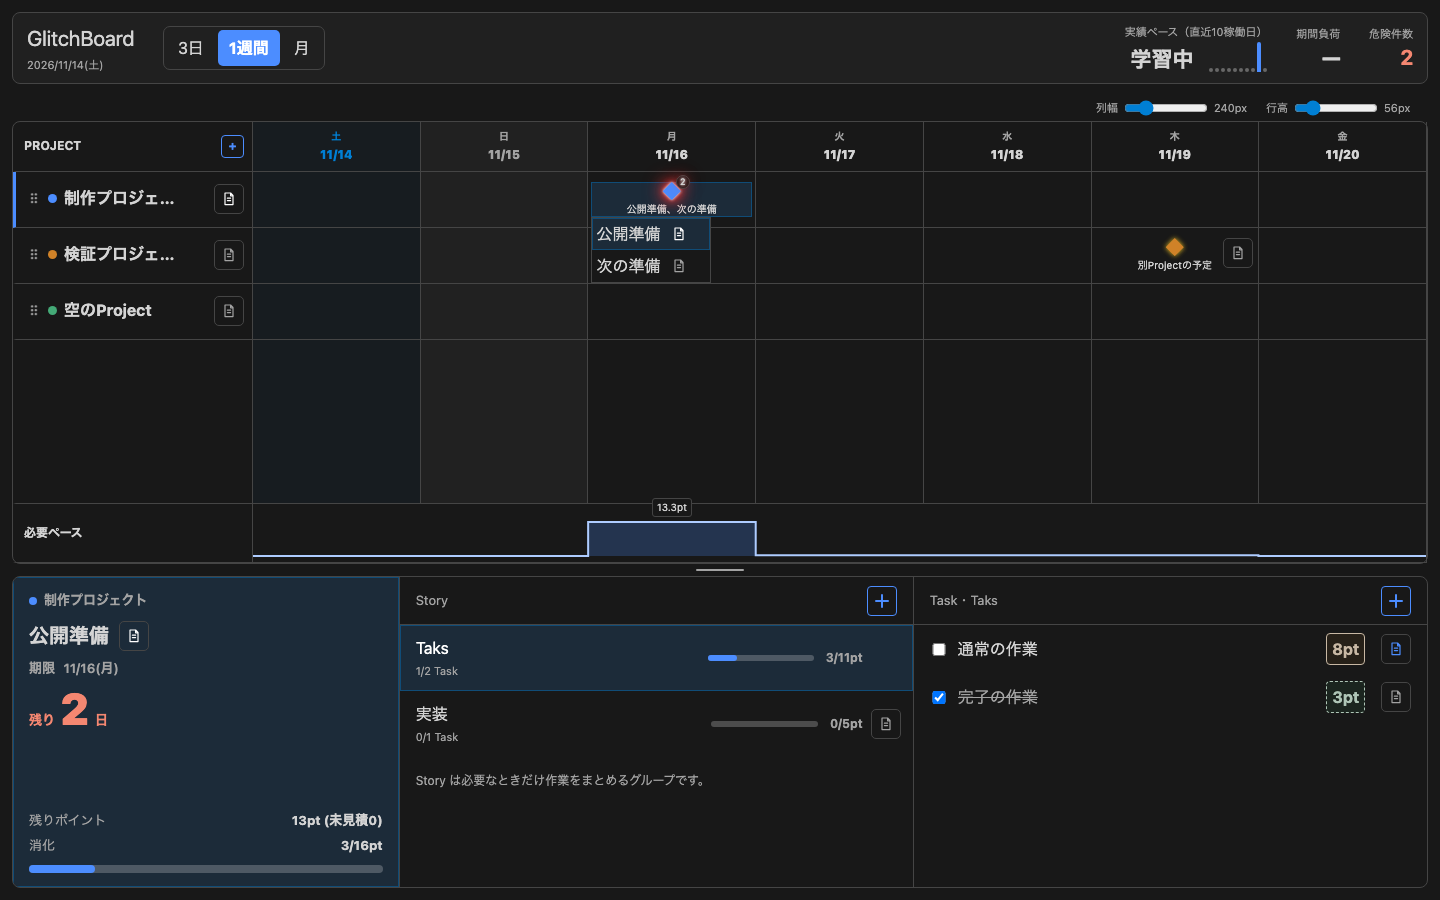 GlitchBoard
2026/11/14(土)
3日 1週間 月
実績ペース（直近10稼働日）
学習中
期間負荷
—
危険件数
2
列幅 240px 行高 56px
PROJECT +
土 11/14
日 11/15
月 11/16
火 11/17
水 11/18
木 11/19
金 11/20
制作プロジェ...
2
公開準備、次の準備
公開準備
次の準備
検証プロジェ...
別Projectの予定
空のProject
必要ペース
13.3pt
制作プロジェクト
公開準備
期限 11/16(月)
残り 2 日
残りポイント 13pt (未見積0)
消化 3/16pt
Story +
Taks
1/2 Task
3/11pt
実装
0/1 Task
0/5pt
Story は必要なときだけ作業をまとめるグループです。
Task・Taks +
通常の作業 8pt
完了の作業 3pt